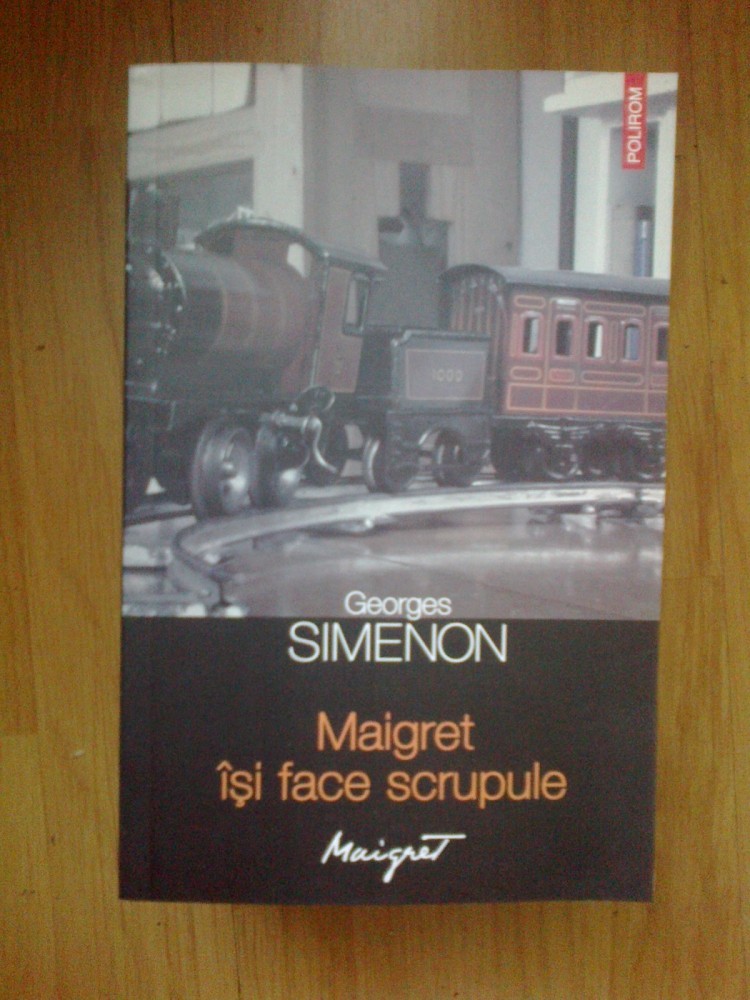 POLIROM
1000
Georges
SIMENON
Maigret
își face scrupule
Maigret